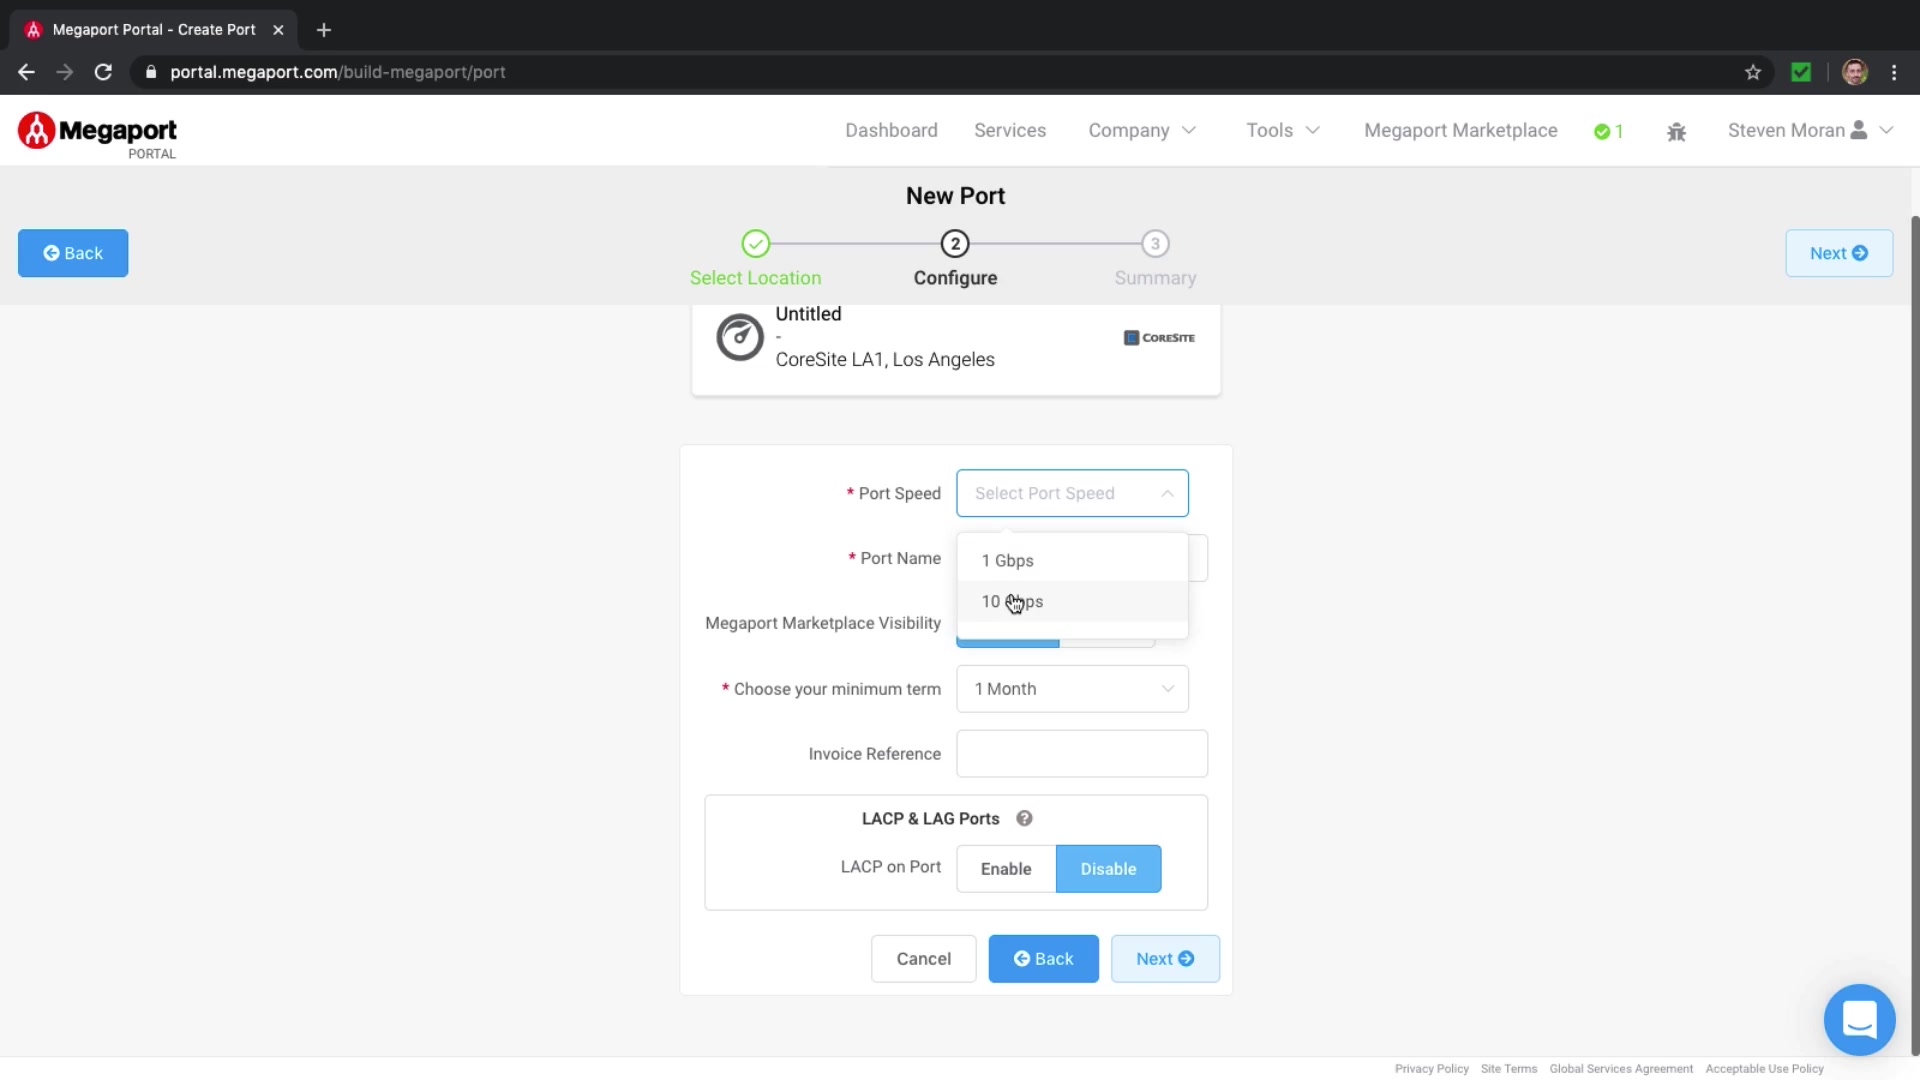 Megaport Portal - Create Port
portal.megaport.com/build-megaport/port
Megaport
PORTAL
Dashboard
Services
Company
Tools
Megaport Marketplace
1
Steven Moran
New Port
Back
2
3
Next
Select Location
Configure
Summary
Untitled
-
CoreSite LA1, Los Angeles
CORESITE
* Port Speed
Select Port Speed
* Port Name
1 Gbps
10 Gbps
Megaport Marketplace Visibility
* Choose your minimum term
1 Month
Invoice Reference
LACP & LAG Ports ?
LACP on Port
Enable
Disable
Cancel
Back
Next
Privacy Policy
Site Terms
Global Services Agreement
Acceptable Use Policy